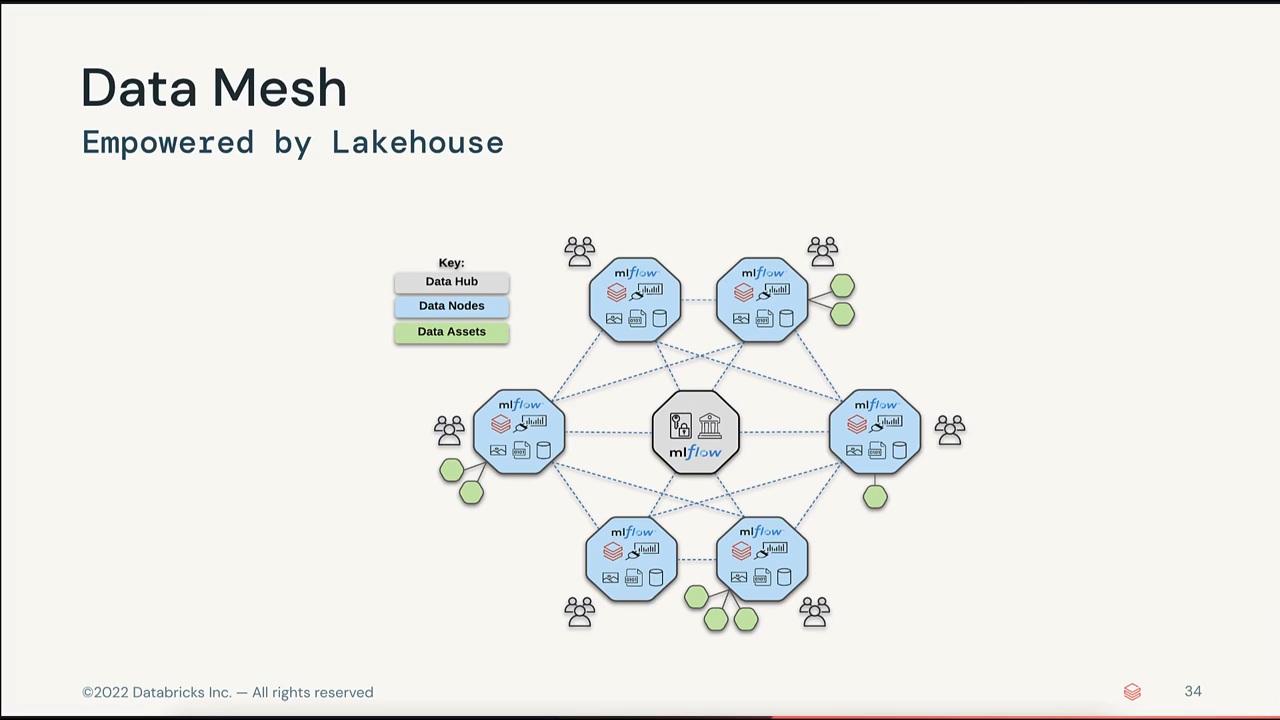 Data Mesh
Empowered by Lakehouse
Key:
Data Hub
Data Nodes
Data Assets
mlflow
mlflow
mlflow
mlflow
mlflow
mlflow
mlflow
©2022 Databricks Inc. — All rights reserved
34